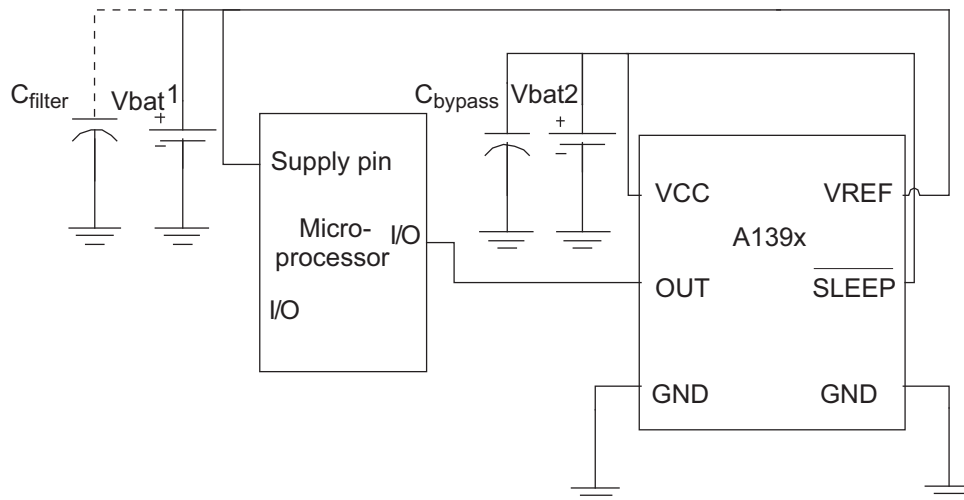 Cfilter
Vbat1
+
–
Supply pin
Micro-
processor
I/O
I/O
Cbypass
Vbat2
+
–
VCC
VREF
A139x
OUT
SLEEP
GND
GND